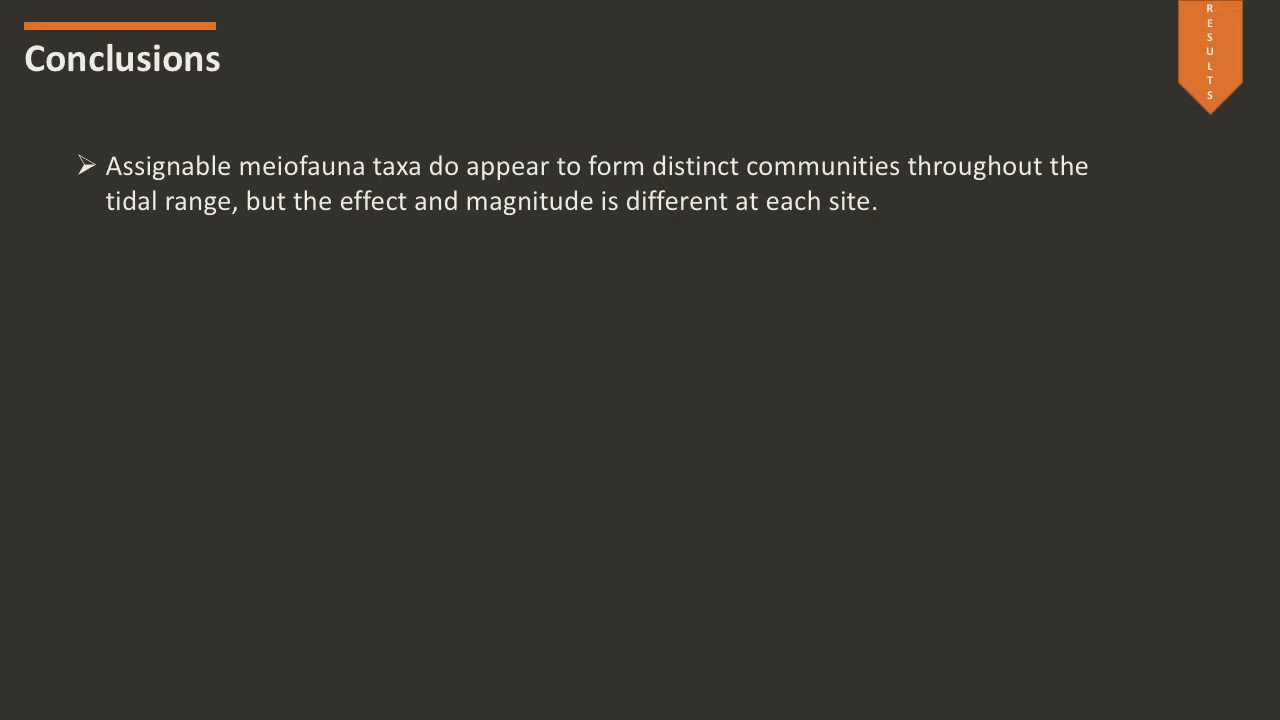 Conclusions
RESULTS
➢ Assignable meiofauna taxa do appear to form distinct communities throughout the
tidal range, but the effect and magnitude is different at each site.